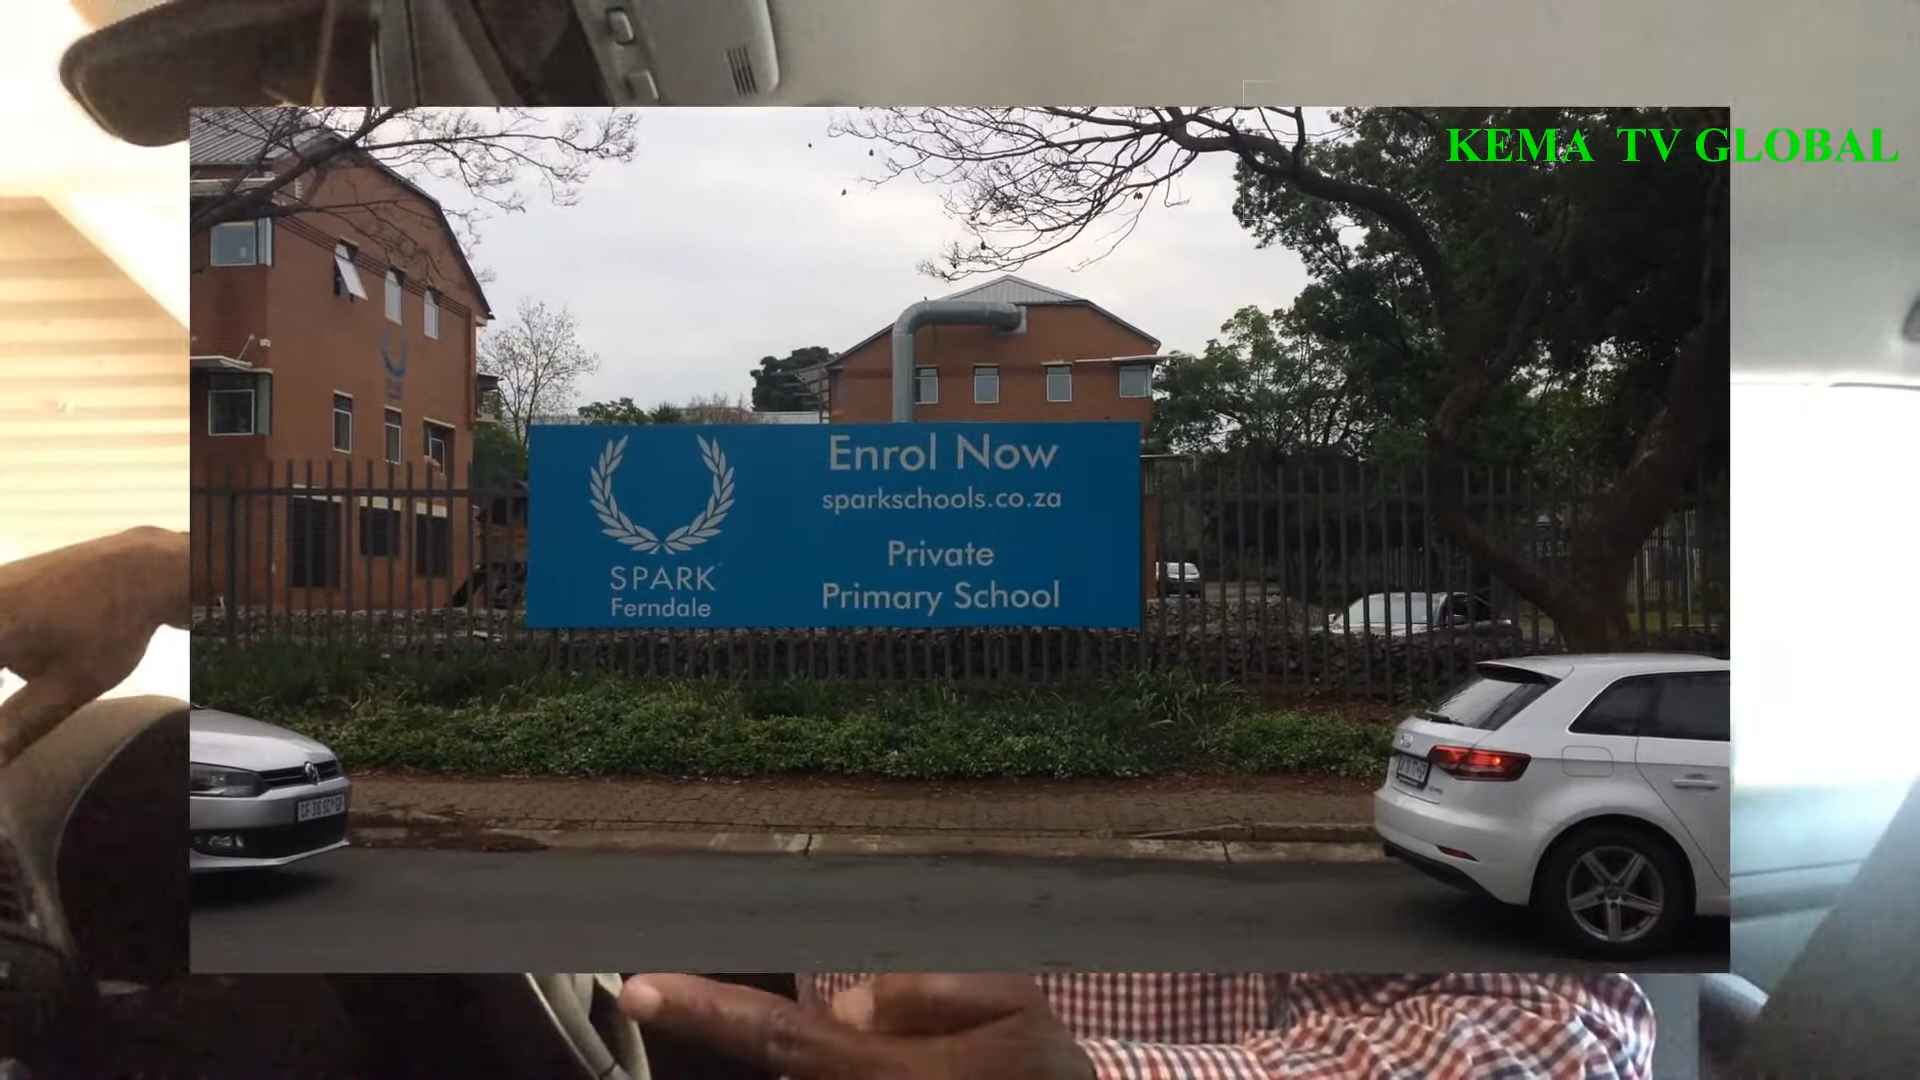 KEMA TV GLOBAL
Enrol Now
sparkschools.co.za
Private
Primary School
SPARK
Ferndale